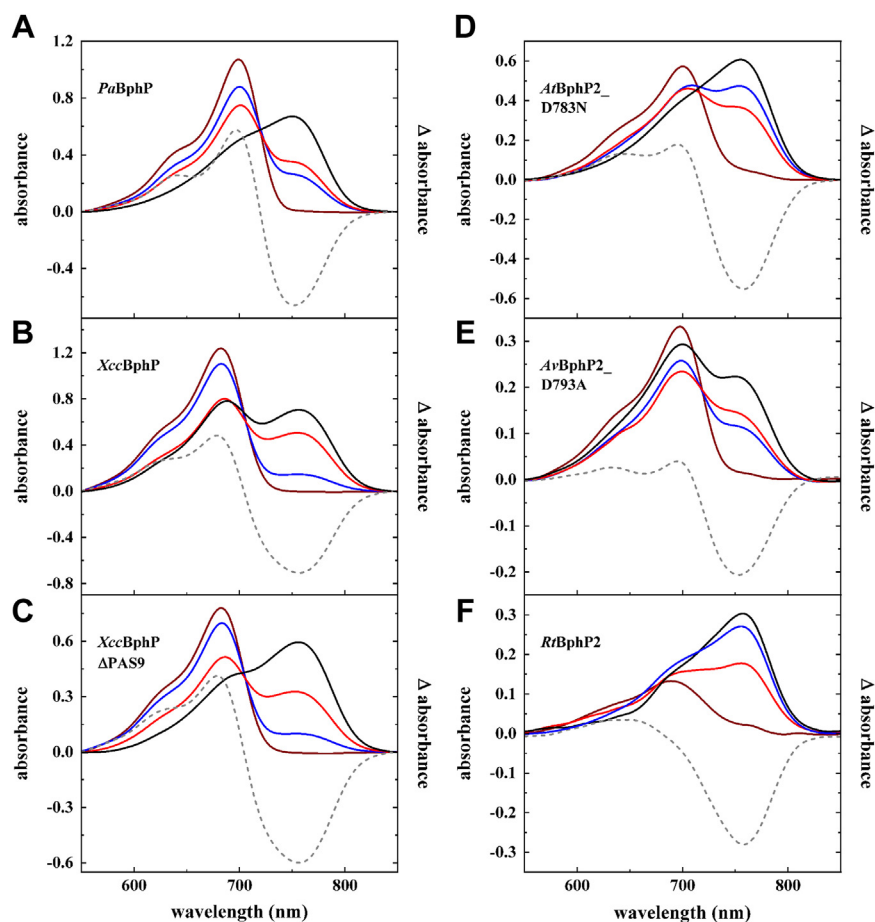 A
PaBphP
1.2
0.8
0.4
0.0
-0.4
absorbance
Δ absorbance
B
XccBphP
1.2
0.8
0.4
0.0
-0.4
-0.8
absorbance
Δ absorbance
C
XccBphP
ΔPAS9
0.6
0.3
0.0
-0.3
-0.6
absorbance
Δ absorbance
600
700
800
wavelength (nm)
D
AtBphP2_
D783N
0.6
0.4
0.2
0.0
-0.2
-0.4
-0.6
absorbance
Δ absorbance
E
AvBphP2_
D793A
0.3
0.2
0.1
0.0
-0.1
-0.2
absorbance
Δ absorbance
F
RtBphP2
0.3
0.2
0.1
0.0
-0.1
-0.2
-0.3
absorbance
Δ absorbance
600
700
800
wavelength (nm)